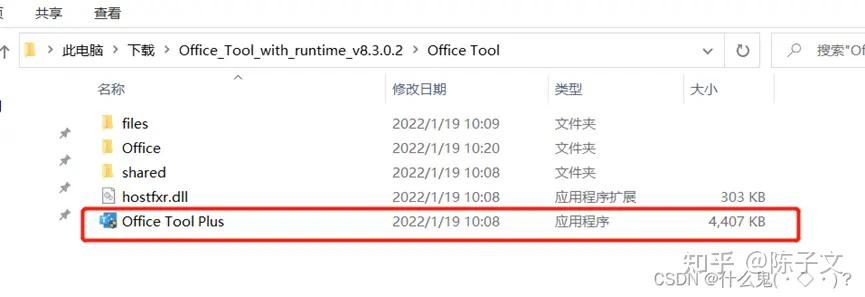 共享 查看
此电脑 > 下载 > Office_Tool_with_runtime_v8.3.0.2 > Office Tool
搜索"Of
名称 修改日期 类型 大小
files 2022/1/19 10:09 文件夹
Office 2022/1/19 10:20 文件夹
shared 2022/1/19 10:08 文件夹
hostfxr.dll 2022/1/19 10:08 应用程序扩展 303 KB
Office Tool Plus 2022/1/19 10:08 应用程序 4,407 KB
知乎 @陈子文
CSDN @什么鬼(·◇·)?